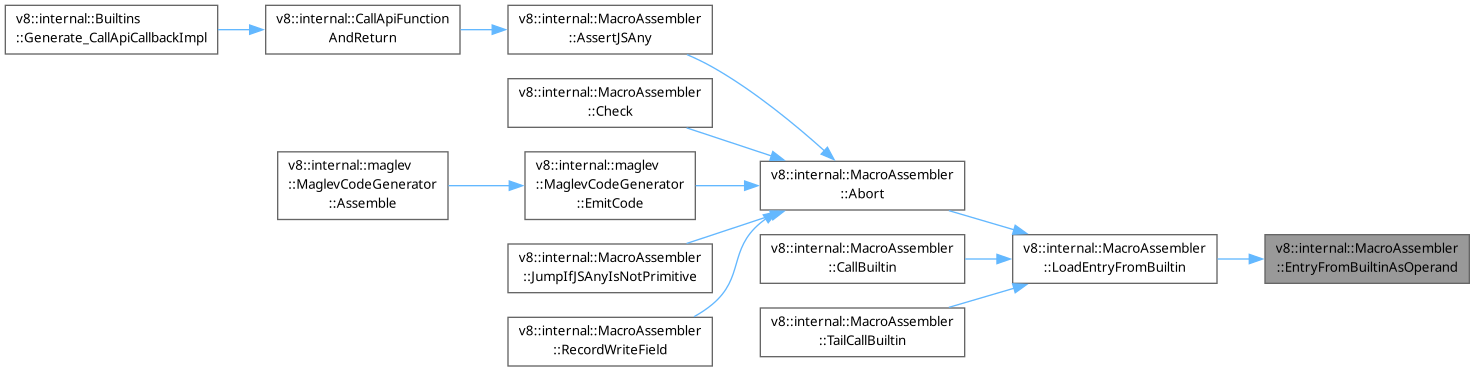 v8::internal::Builtins
::Generate_CallApiCallbackImpl
v8::internal::CallApiFunction
AndReturn
v8::internal::MacroAssembler
::AssertJSAny
v8::internal::MacroAssembler
::Check
v8::internal::maglev
::MaglevCodeGenerator
::Assemble
v8::internal::maglev
::MaglevCodeGenerator
::EmitCode
v8::internal::MacroAssembler
::Abort
v8::internal::MacroAssembler
::JumpIfJSAnyIsNotPrimitive
v8::internal::MacroAssembler
::CallBuiltin
v8::internal::MacroAssembler
::LoadEntryFromBuiltin
v8::internal::MacroAssembler
::EntryFromBuiltinAsOperand
v8::internal::MacroAssembler
::RecordWriteField
v8::internal::MacroAssembler
::TailCallBuiltin